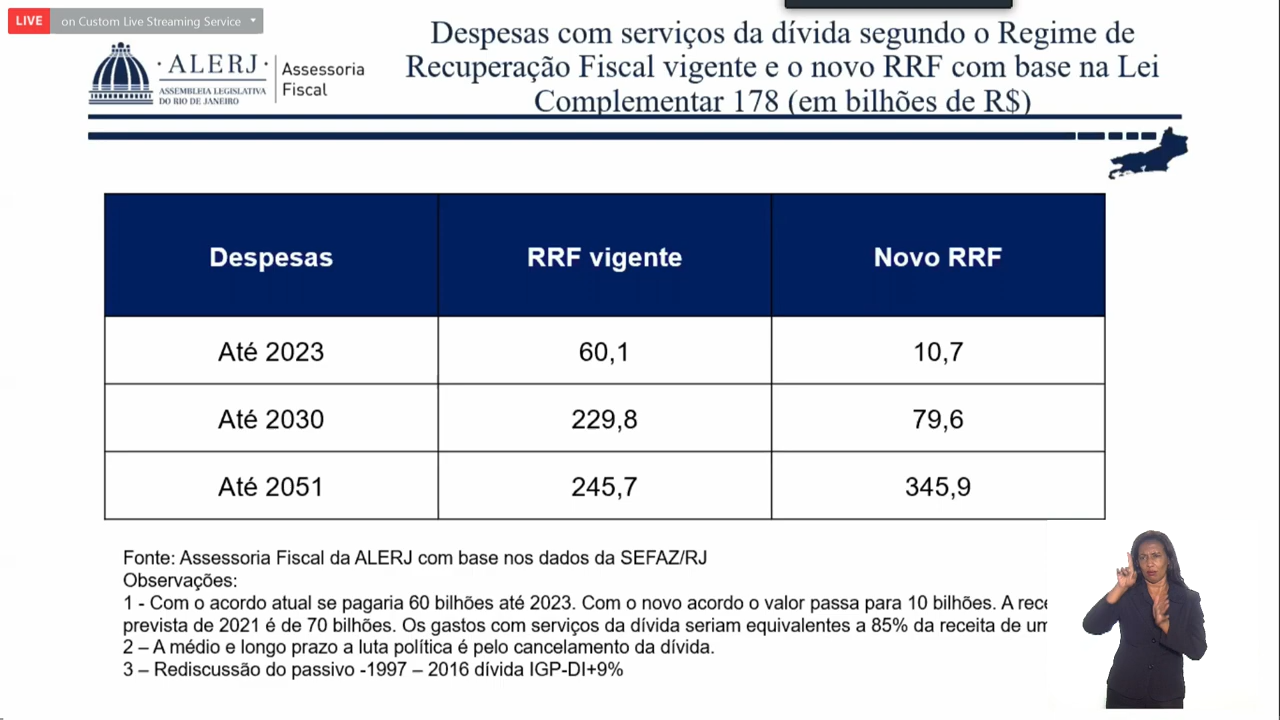 LIVE on Custom Live Streaming Service
Despesas com serviços da dívida segundo o Regime de
Recuperação Fiscal vigente e o novo RRF com base na Lei
Complementar 178 (em bilhões de R$)
· ALERJ ·
ASSEMBLEIA LEGISLATIVA
DO RIO DE JANEIRO
Assessoria
Fiscal
Despesas RRF vigente Novo RRF
Até 2023 60,1 10,7
Até 2030 229,8 79,6
Até 2051 245,7 345,9
Fonte: Assessoria Fiscal da ALERJ com base nos dados da SEFAZ/RJ
Observações:
1 - Com o acordo atual se pagaria 60 bilhões até 2023. Com o novo acordo o valor passa para 10 bilhões. A
prevista de 2021 é de 70 bilhões. Os gastos com serviços da dívida seriam equivalentes a 85% da receita de
2 – A médio e longo prazo a luta política é pelo cancelamento da dívida.
3 – Rediscussão do passivo -1997 – 2016 dívida IGP-DI+9%